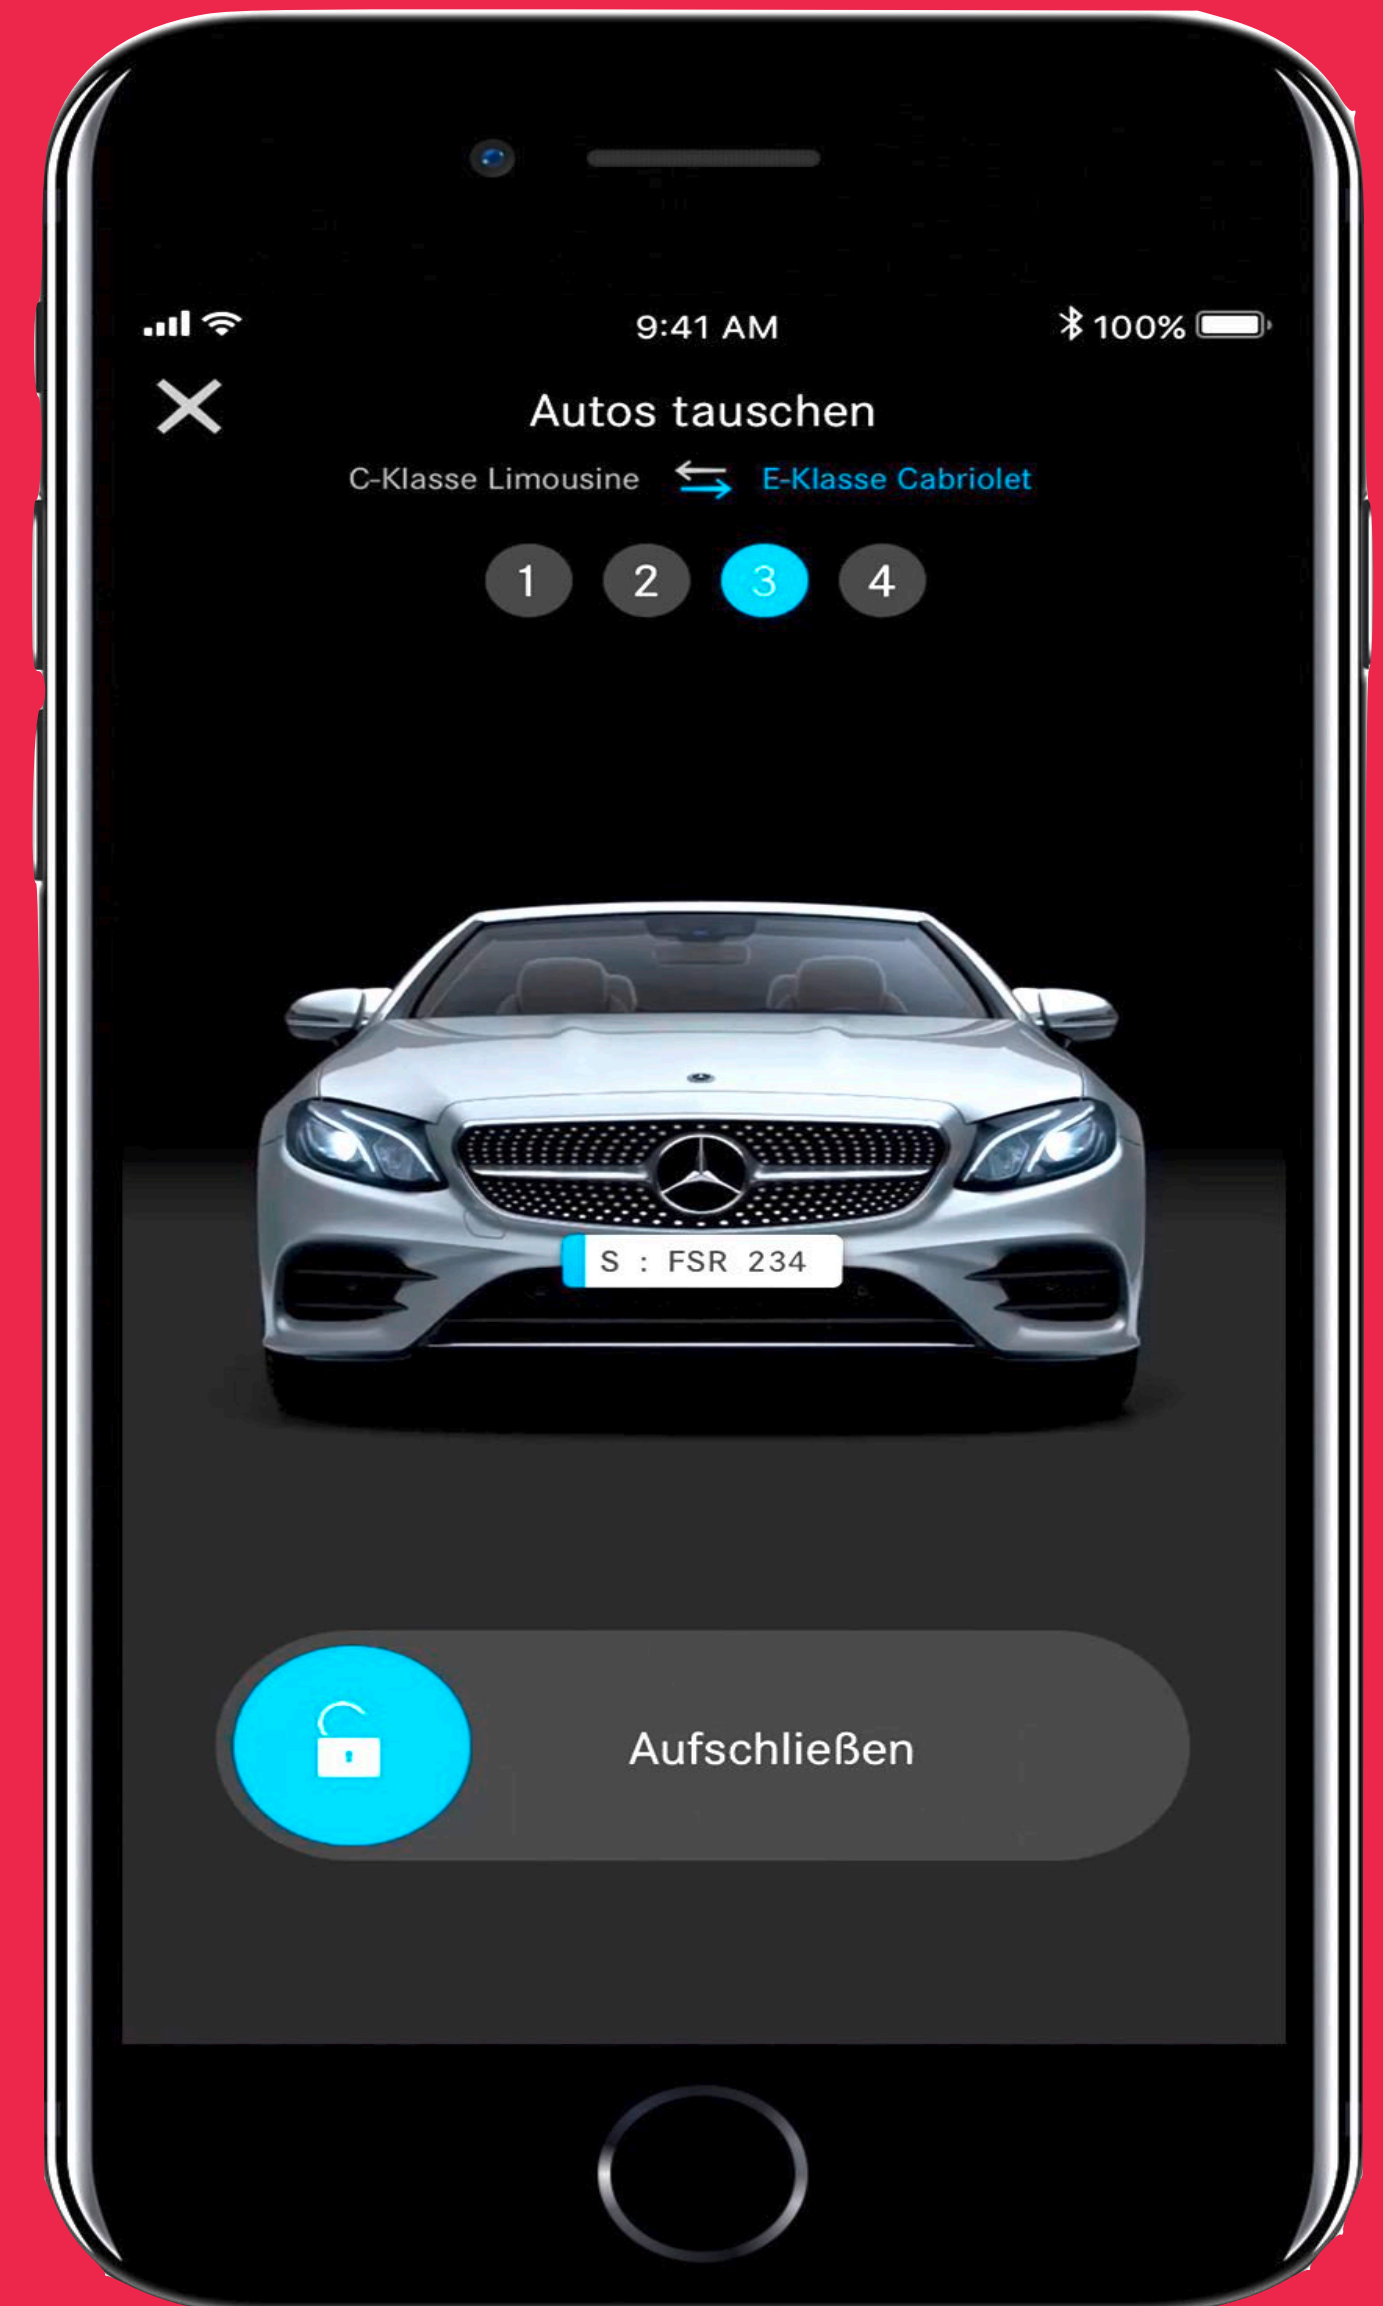 9:41 AM
100%
Autos tauschen
C-Klasse Limousine
E-Klasse Cabriolet
1 2 3 4
S : FSR 234
Aufschließen